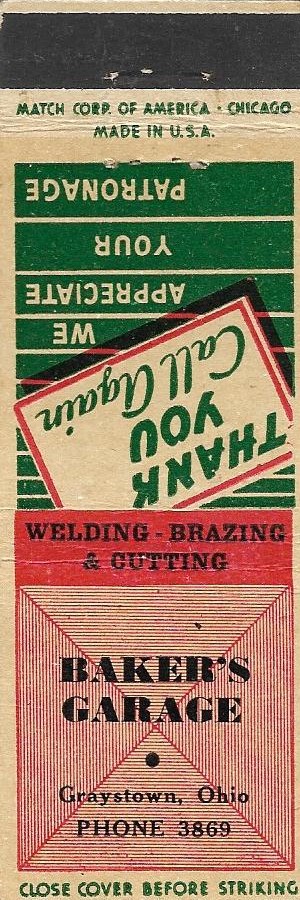 MATCH CORP. OF AMERICA · CHICAGO
MADE IN U.S.A.
WE
APPRECIATE
YOUR
PATRONAGE
THANK
YOU
Call Again
WELDING - BRAZING
& CUTTING
BAKER'S
GARAGE
Graystown, Ohio
PHONE 3869
CLOSE COVER BEFORE STRIKING